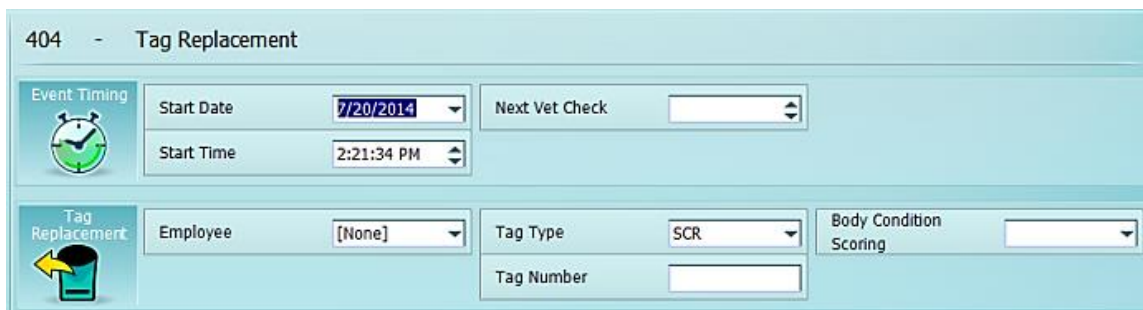 404 - Tag Replacement
Event Timing
Start Date 7/20/2014
Next Vet Check
Start Time 2:21:34 PM
Tag
Replacement
Employee [None]
Tag Type SCR
Body Condition
Scoring
Tag Number